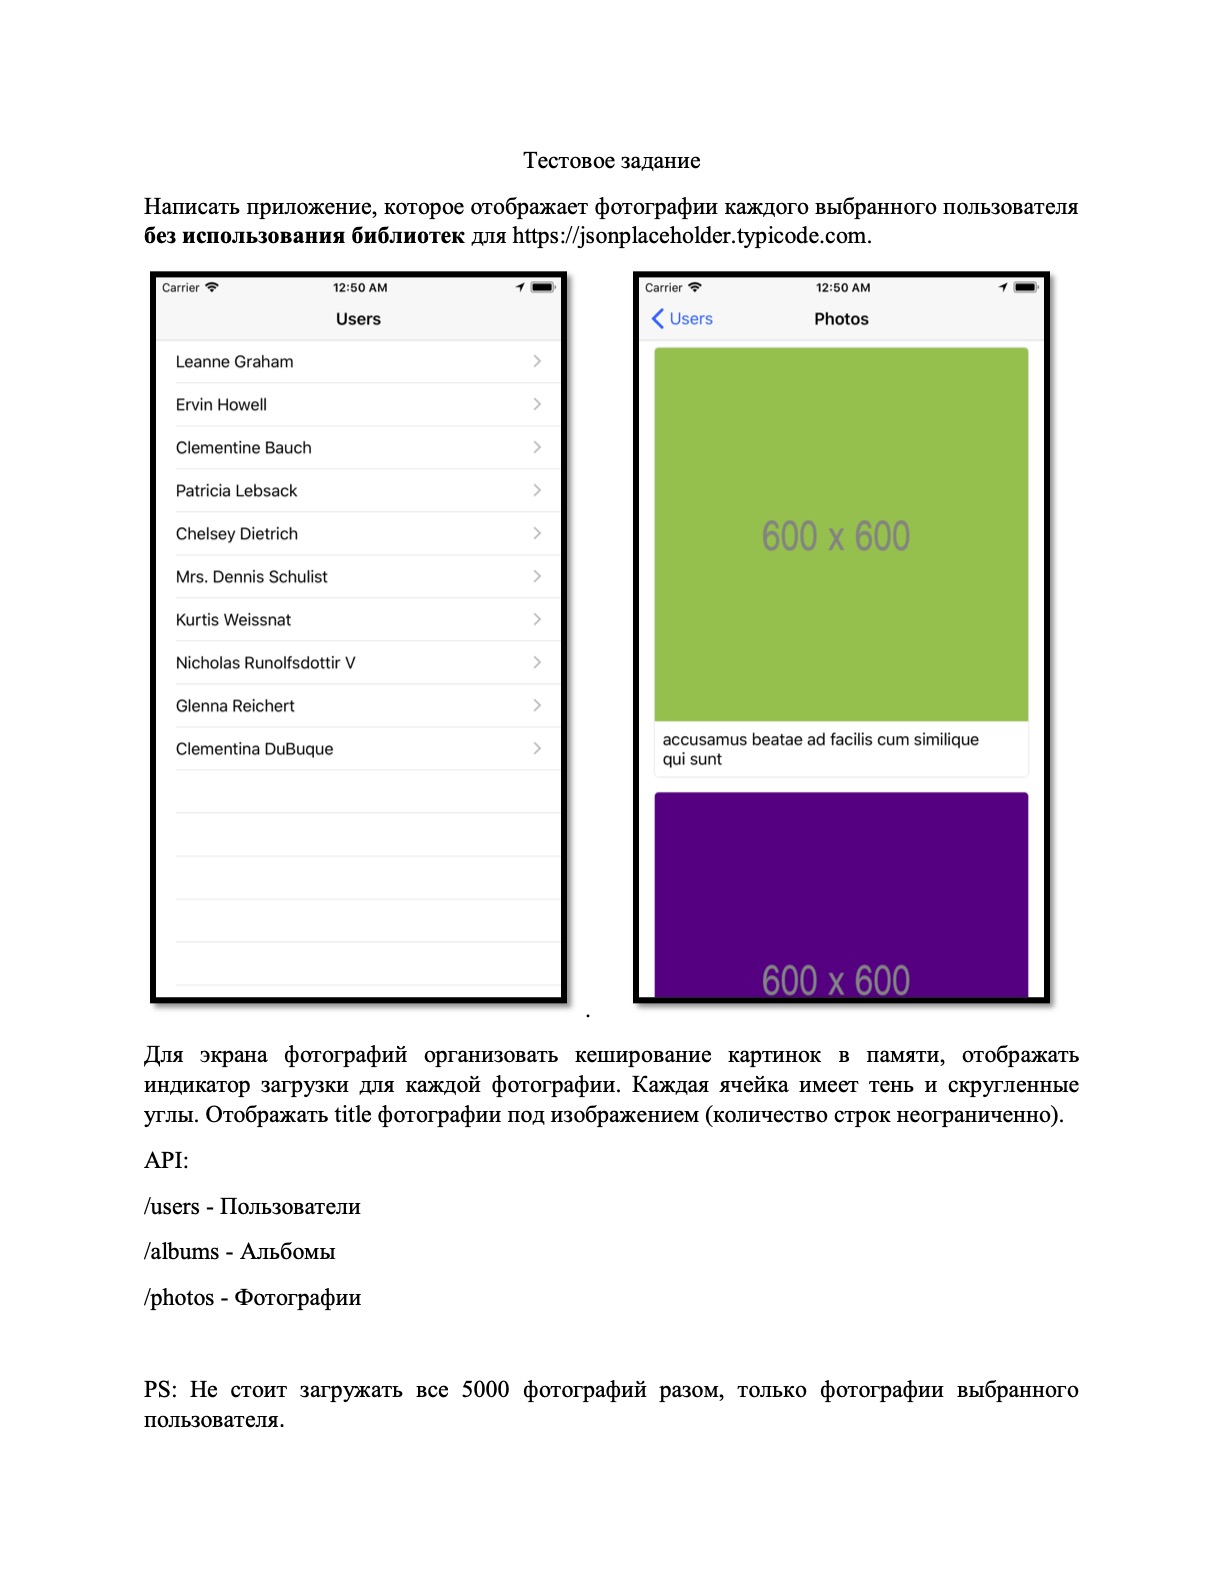 Тестовое задание
Написать приложение, которое отображает фотографии каждого выбранного пользователя
без использования библиотек для https://jsonplaceholder.typicode.com.
Carrier 12:50 AM
Users
Leanne Graham
Ervin Howell
Clementine Bauch
Patricia Lebsack
Chelsey Dietrich
Mrs. Dennis Schulist
Kurtis Weissnat
Nicholas Runolfsdottir V
Glenna Reichert
Clementina DuBuque
.
Carrier 12:50 AM
Users Photos
600 x 600
accusamus beatae ad facilis cum similique
qui sunt
600 x 600
Для экрана фотографий организовать кеширование картинок в памяти, отображать
индикатор загрузки для каждой фотографии. Каждая ячейка имеет тень и скругленные
углы. Отображать title фотографии под изображением (количество строк неограниченно).
API:
/users - Пользователи
/albums - Альбомы
/photos - Фотографии
PS: Не стоит загружать все 5000 фотографий разом, только фотографии выбранного
пользователя.